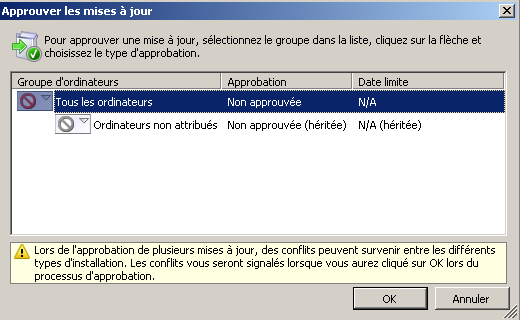 Approuver les mises à jour
Pour approuver une mise à jour, sélectionnez le groupe dans la liste, cliquez sur la flèche et
choisissez le type d'approbation.
Groupe d'ordinateurs Approbation Date limite
Tous les ordinateurs Non approuvée N/A
Ordinateurs non attribués Non approuvée (héritée) N/A (héritée)
Lors de l'approbation de plusieurs mises à jour, des conflits peuvent survenir entre les différents
types d'installation. Les conflits vous seront signalés lorsque vous aurez cliqué sur OK lors du
processus d'approbation.
OK Annuler